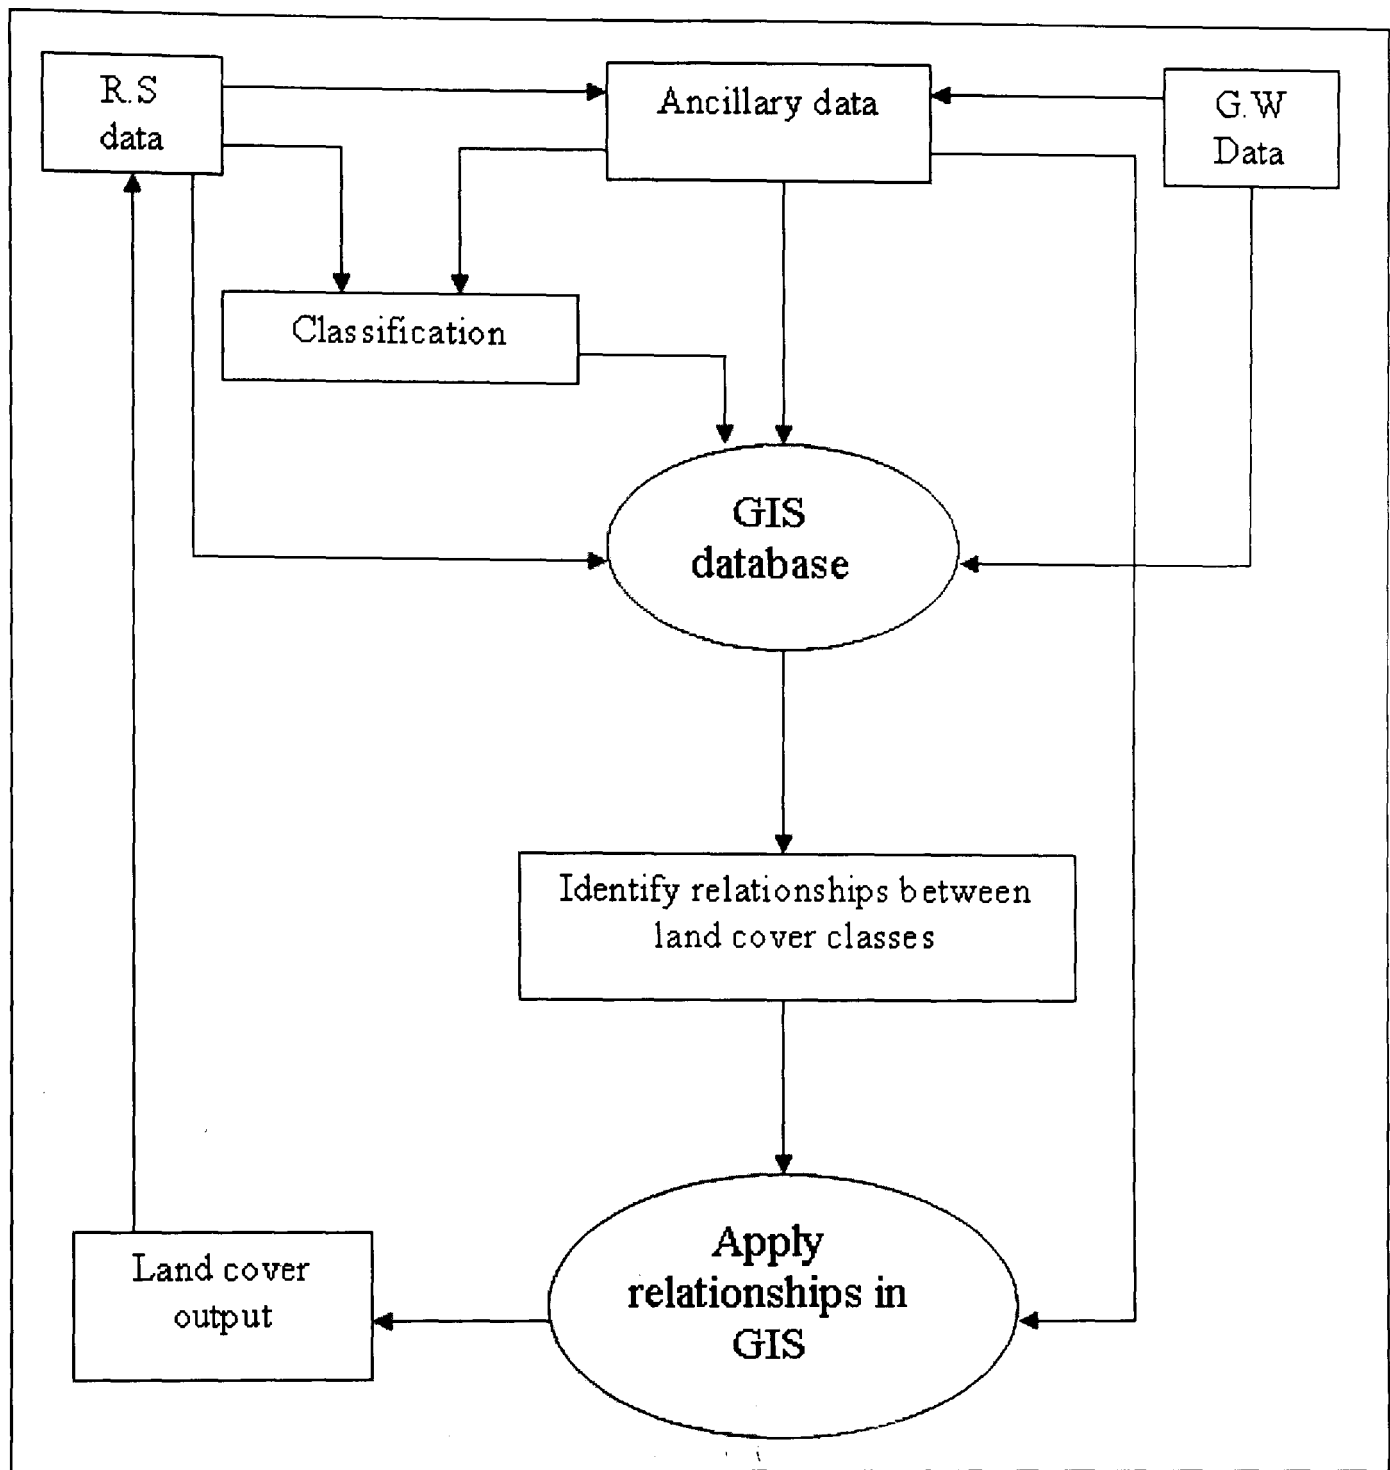 R.S
data
Ancillary data
G.W
Data
Classification
GIS
database
Identify relationships between
land cover classes
Apply
relationships in
GIS
Land cover
output